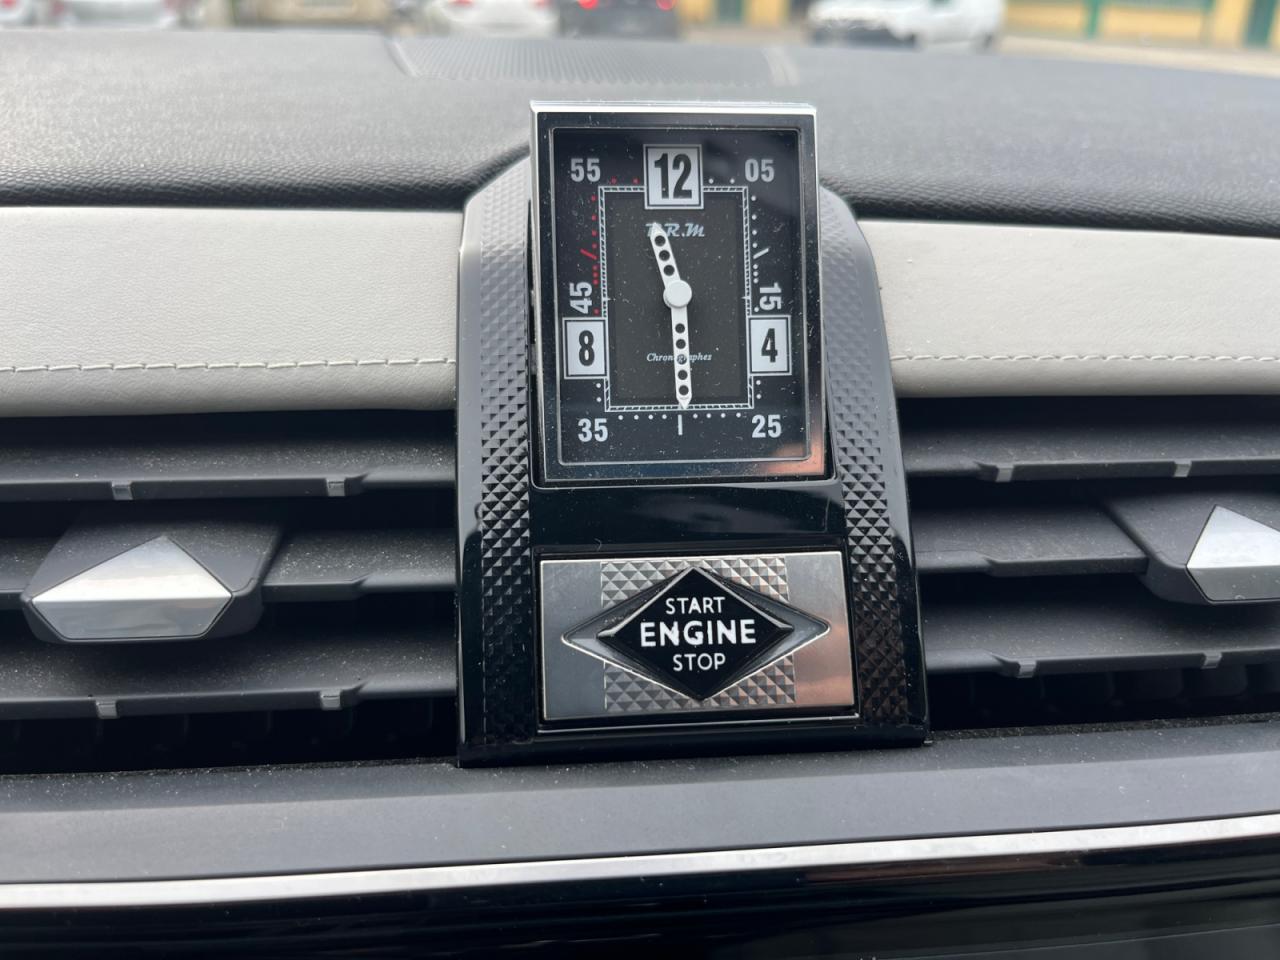 55 12 05
B.R.M
45 15
8 4
Chronographes
35 25
START
ENGINE
STOP